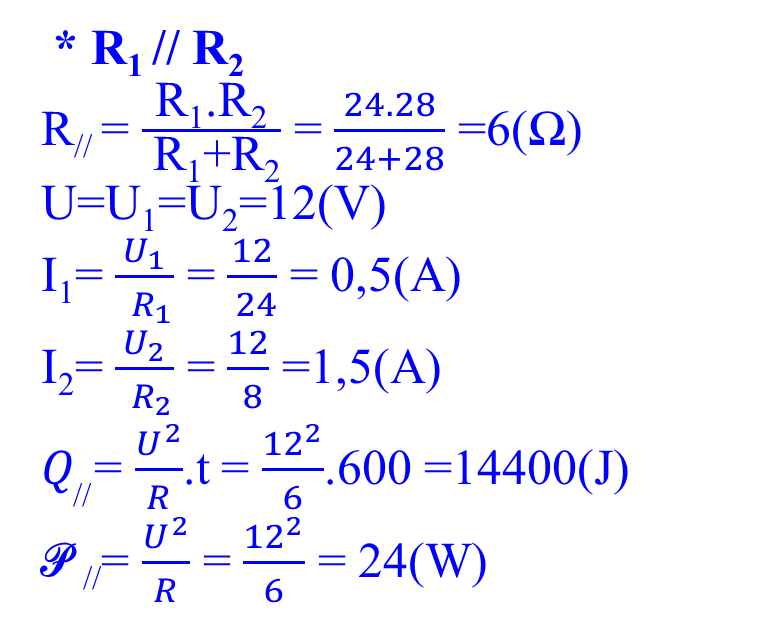 * R₁ // R₂
R// = R₁.R₂ / R₁+R₂ = 24.28 / 24+28 =6(Ω)
U=U₁=U₂=12(V)
I₁= U₁/R₁ = 12/24 = 0,5(A)
I₂= U₂/R₂ = 12/8 =1,5(A)
Q//= U²/R .t = 12²/6 .600 =14400(J)
𝓟//= U²/R = 12²/6 = 24(W)